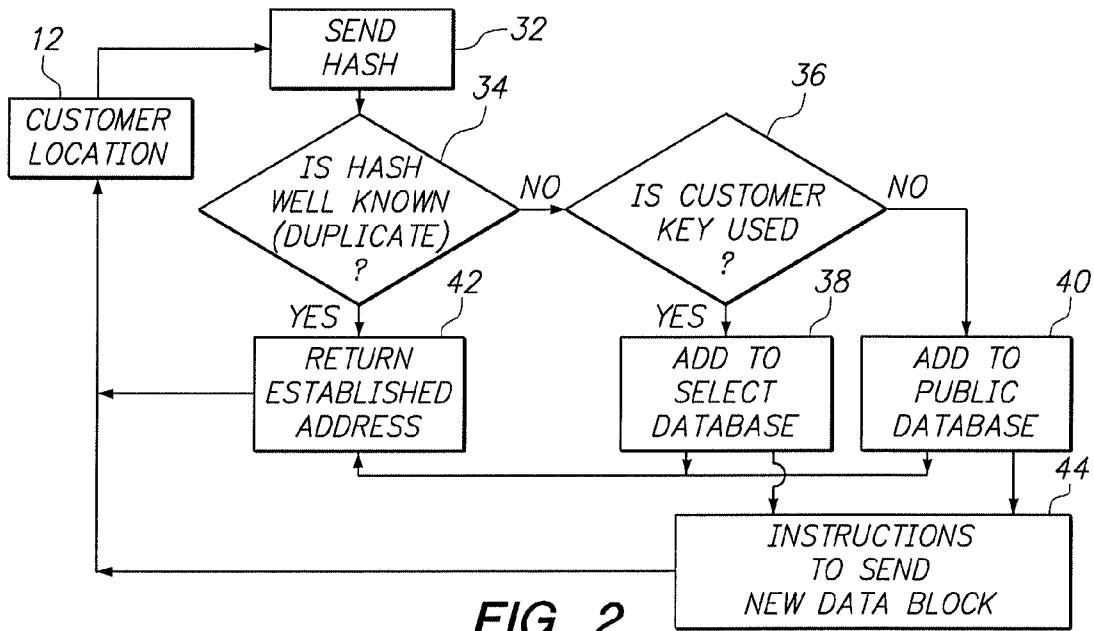 12
CUSTOMER
LOCATION
SEND
HASH
32
34
IS HASH
WELL KNOWN
(DUPLICATE)
?
NO
YES
36
IS CUSTOMER
KEY USED
?
NO
YES
42
RETURN
ESTABLISHED
ADDRESS
38
ADD TO
SELECT
DATABASE
40
ADD TO
PUBLIC
DATABASE
44
INSTRUCTIONS
TO SEND
NEW DATA BLOCK
FIG. 2